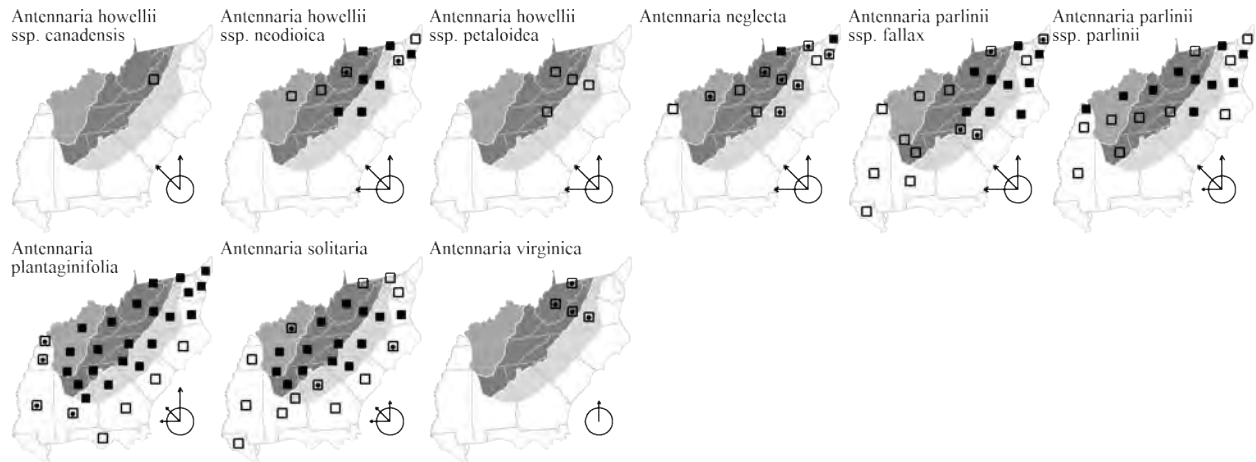 Antennaria howellii
ssp. canadensis
Antennaria howellii
ssp. neodioica
Antennaria howellii
ssp. petaloidea
Antennaria neglecta
Antennaria parlinii
ssp. fallax
Antennaria parlinii
ssp. parlinii
Antennaria
plantaginifolia
Antennaria solitaria
Antennaria virginica